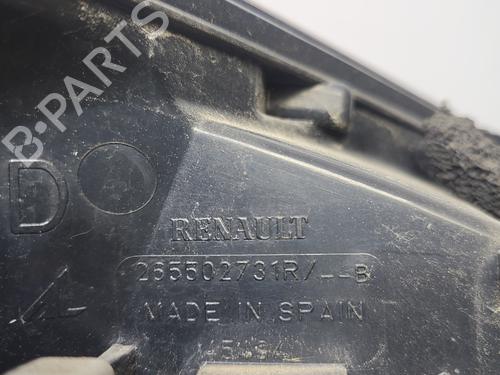 B-PARTS
D
RENAULT
265502731R/--B
MADE IN SPAIN